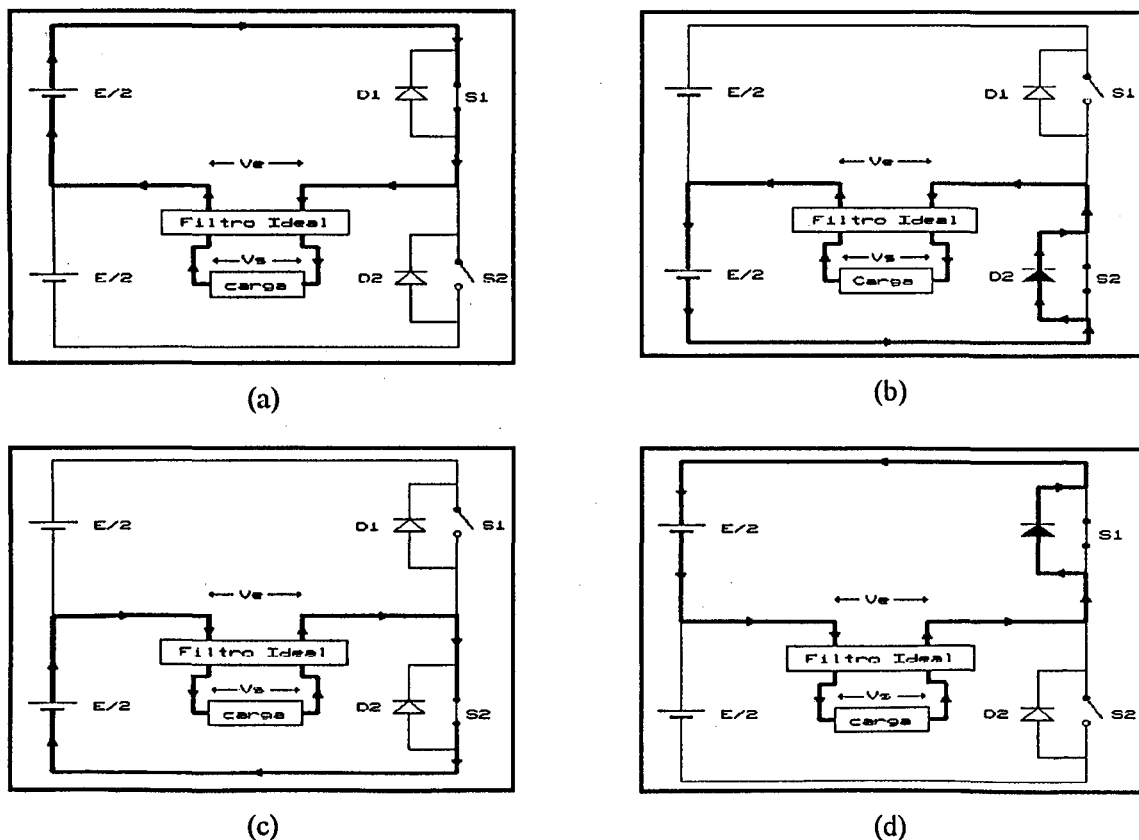 E/2
D1
S1
Ve
Filtro Ideal
Vs
carga
E/2
D2
S2
(a)
E/2
D1
S1
Ve
Filtro Ideal
Vs
Carga
E/2
D2
S2
(b)
E/2
D1
S1
Ve
Filtro Ideal
Vs
carga
E/2
D2
S2
(c)
E/2
S1
Ve
Filtro Ideal
Vs
carga
E/2
D2
S2
(d)